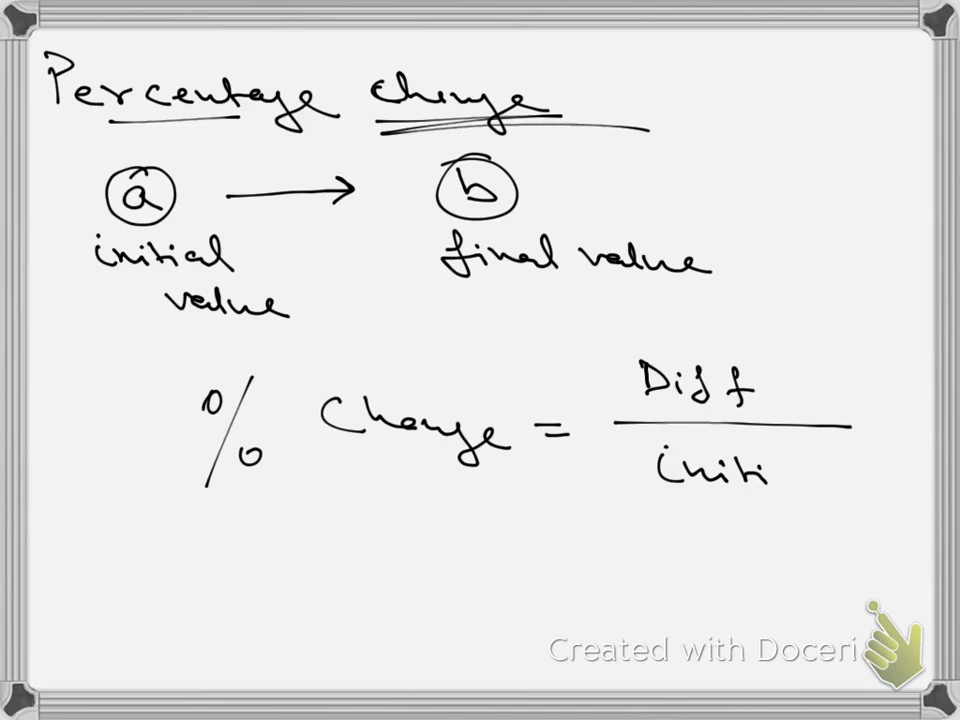 Percentage change
a → b
initial value
final value
% Change = Diff / initi
Created with Doceri